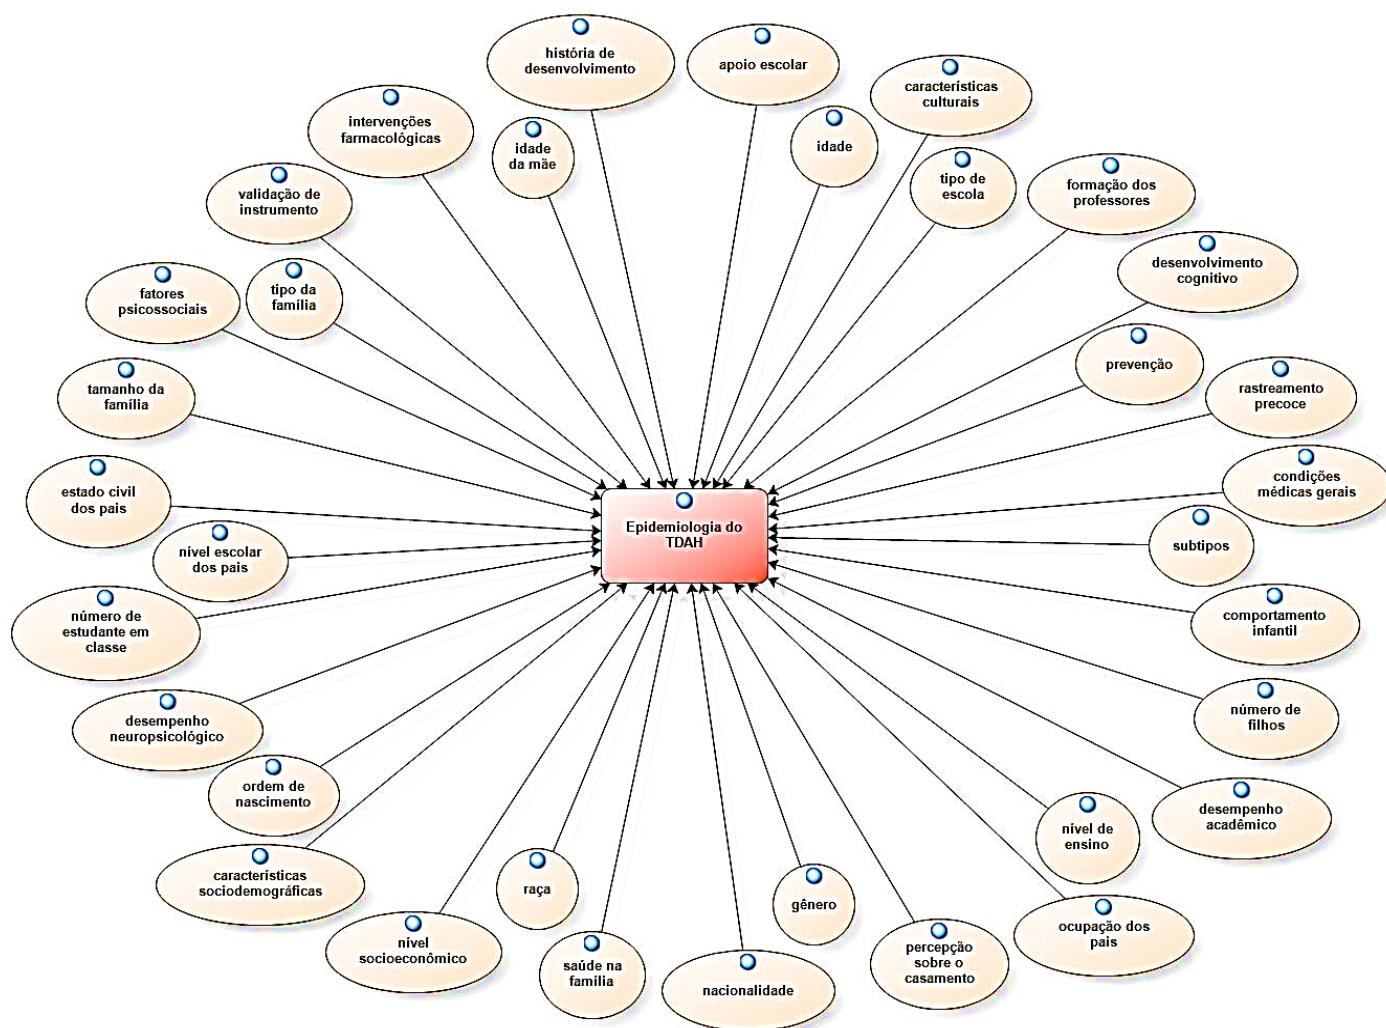 história de
desenvolvimento
apoio escolar
características
culturais
intervenções
farmacológicas
idade
da mãe
idade
tipo de
escola
formação dos
professores
validação de
instrumento
desenvolvimento
cognitivo
fatores
psicossociais
tipo da
família
prevenção
tamanho da
família
rastreamento
precoce
estado civil
dos pais
condições
médicas gerais
Epidemiologia do
TDAH
nível escolar
dos pais
subtipos
número de
estudante em
classe
comportamento
infantil
desempenho
neuropsicológico
número de
filhos
ordem de
nascimento
desempenho
acadêmico
nível de
ensino
características
sociodemográficas
raça
gênero
nível
socioeconômico
saúde na
família
nacionalidade
percepção
sobre o
casamento
ocupação dos
pais